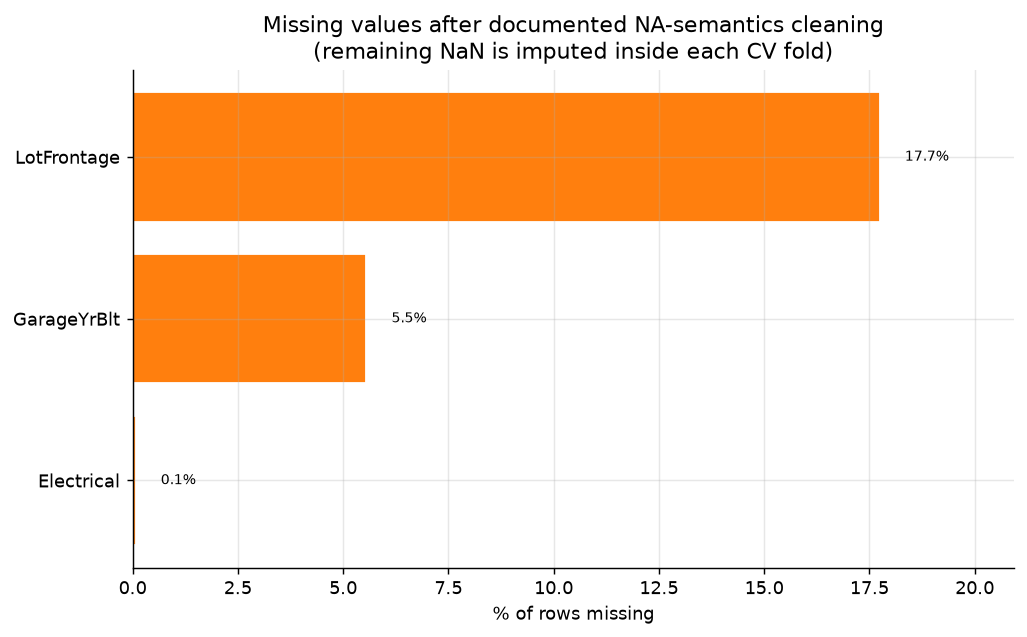 Missing values after documented NA-semantics cleaning
(remaining NaN is imputed inside each CV fold)
LotFrontage
17.7%
GarageYrBlt
5.5%
Electrical
0.1%
0.0 2.5 5.0 7.5 10.0 12.5 15.0 17.5 20.0
% of rows missing